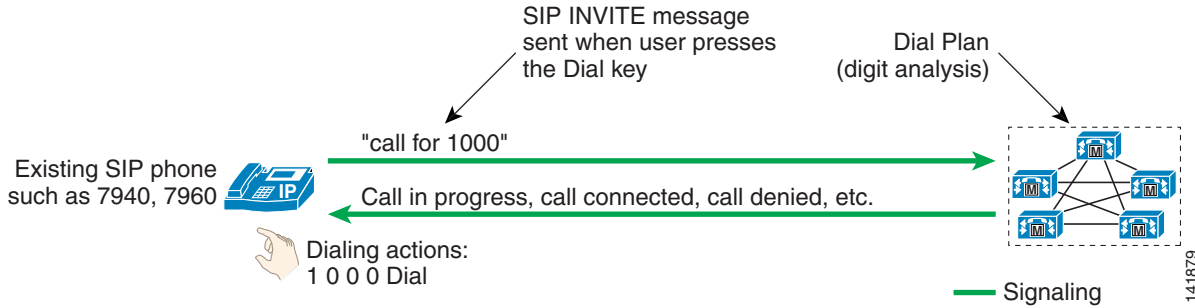 SIP INVITE message
sent when user presses
the Dial key
Dial Plan
(digit analysis)
"call for 1000"
Existing SIP phone
such as 7940, 7960
IP
Call in progress, call connected, call denied, etc.
M
M
M
M
M
Dialing actions:
1 0 0 0 Dial
Signaling
141879